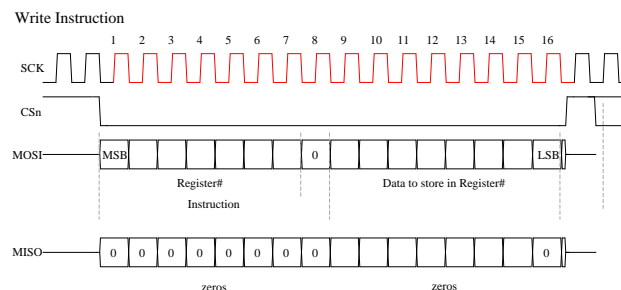 Write Instruction
1 2 3 4 5 6 7 8 9 10 11 12 13 14 15 16
SCK
CSn
MOSI MSB 0 LSB
Register# Data to store in Register#
Instruction
MISO 0 0 0 0 0 0 0 0 0
zeros zeros